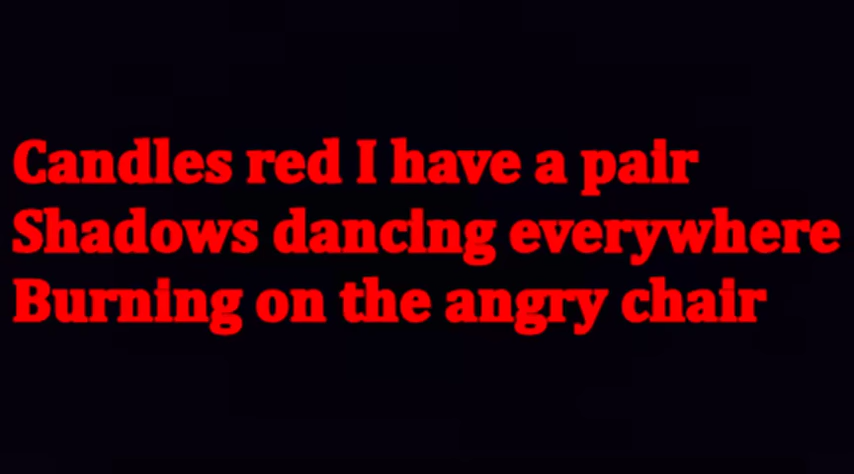 Candles red I have a pair
Shadows dancing everywhere
Burning on the angry chair